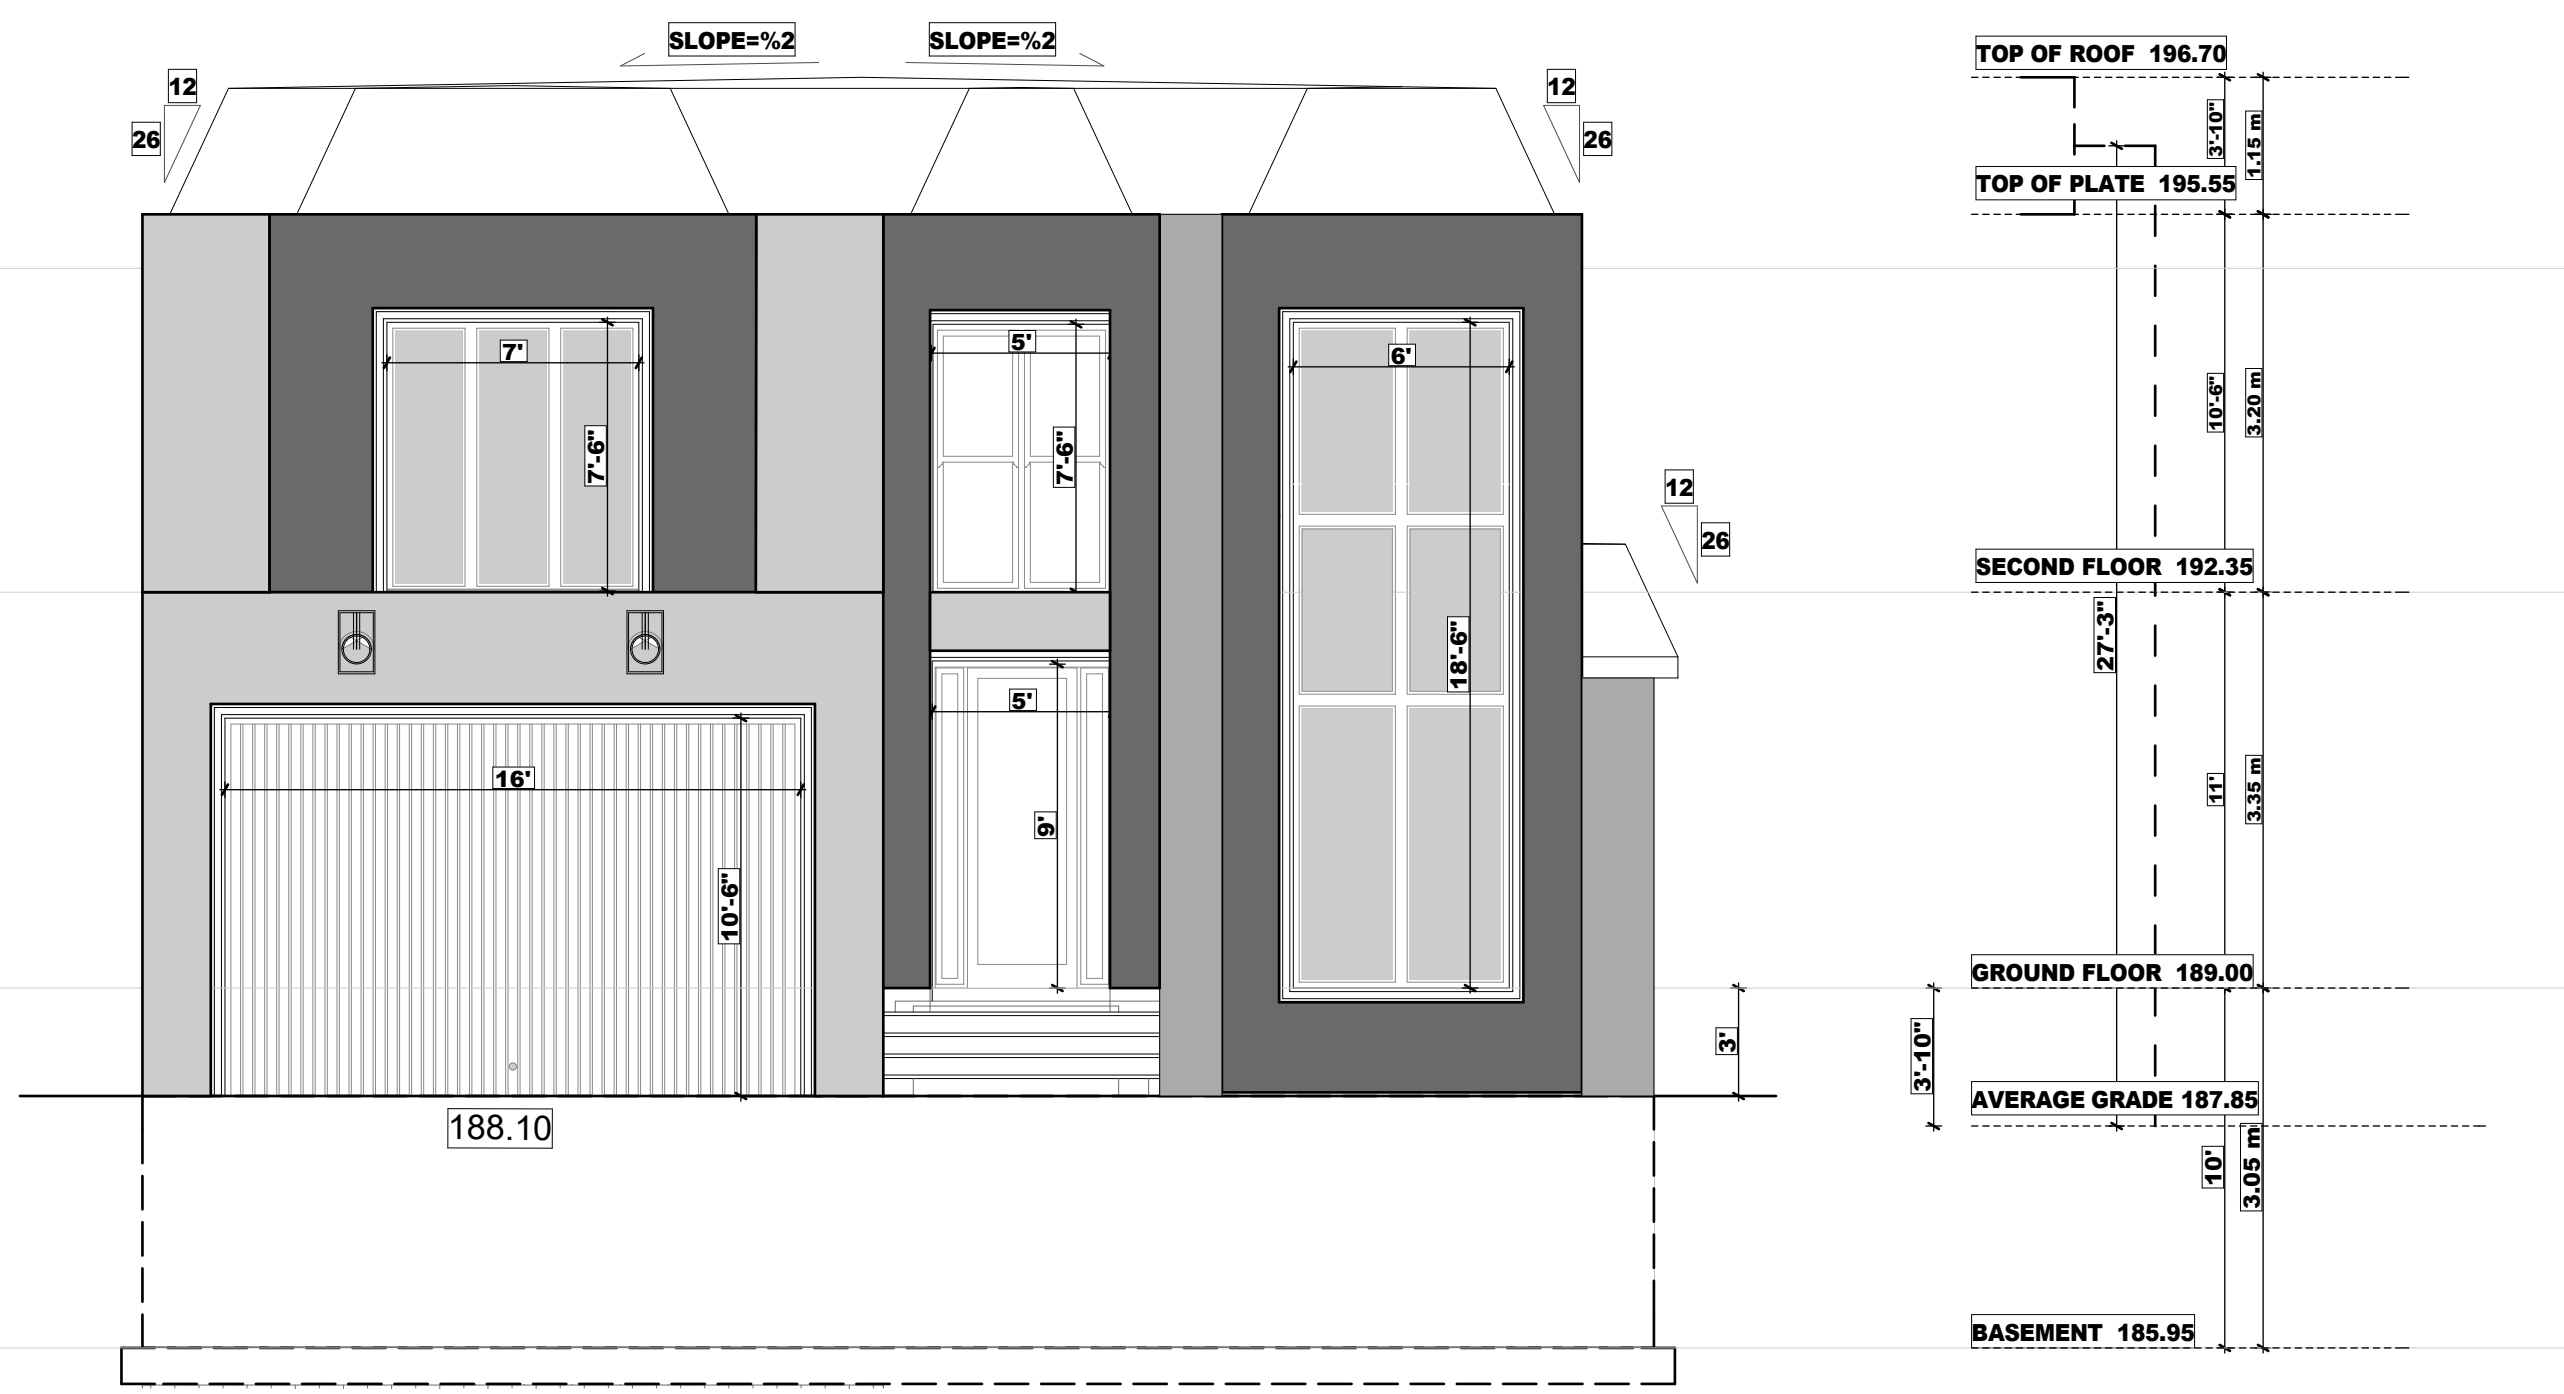 SLOPE=%2
SLOPE=%2
12
26
12
26
TOP OF ROOF 196.70
3'-10"
1.15 m
TOP OF PLATE 195.55
7'
5'
6'
7'-6"
7'-6"
10'-6"
3.20 m
12
26
SECOND FLOOR 192.35
27'-3"
18'-6"
5'
16'
9'
10'-6"
11'
3.35 m
GROUND FLOOR 189.00
3'
3'-10"
AVERAGE GRADE 187.85
188.10
10'
3.05 m
BASEMENT 185.95